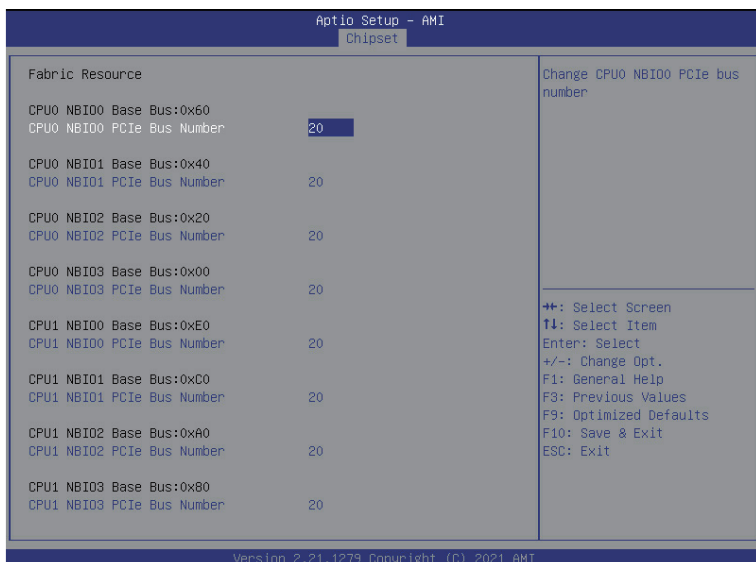 Aptio Setup – AMI
Chipset
Fabric Resource
CPU0 NBIO0 Base Bus:0x60
CPU0 NBIO0 PCIe Bus Number 20
CPU0 NBIO1 Base Bus:0x40
CPU0 NBIO1 PCIe Bus Number 20
CPU0 NBIO2 Base Bus:0x20
CPU0 NBIO2 PCIe Bus Number 20
CPU0 NBIO3 Base Bus:0x00
CPU0 NBIO3 PCIe Bus Number 20
CPU1 NBIO0 Base Bus:0xE0
CPU1 NBIO0 PCIe Bus Number 20
CPU1 NBIO1 Base Bus:0xC0
CPU1 NBIO1 PCIe Bus Number 20
CPU1 NBIO2 Base Bus:0xA0
CPU1 NBIO2 PCIe Bus Number 20
CPU1 NBIO3 Base Bus:0x80
CPU1 NBIO3 PCIe Bus Number 20
Change CPU0 NBIO0 PCIe bus
number
→←: Select Screen
↑↓: Select Item
Enter: Select
+/-: Change Opt.
F1: General Help
F3: Previous Values
F9: Optimized Defaults
F10: Save & Exit
ESC: Exit
Version 2.21.1279 Copyright (C) 2021 AMI